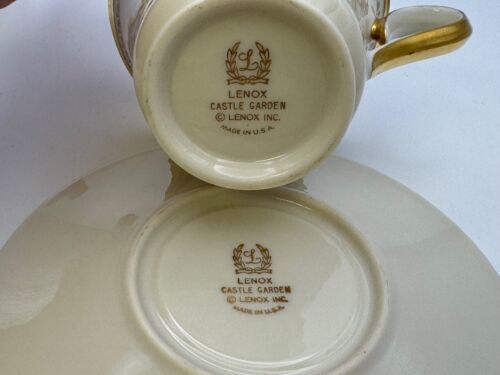 L
LENOX
CASTLE GARDEN
© LENOX INC.
MADE IN U.S.A.
L
LENOX
CASTLE GARDEN
© LENOX INC.
MADE IN U.S.A.